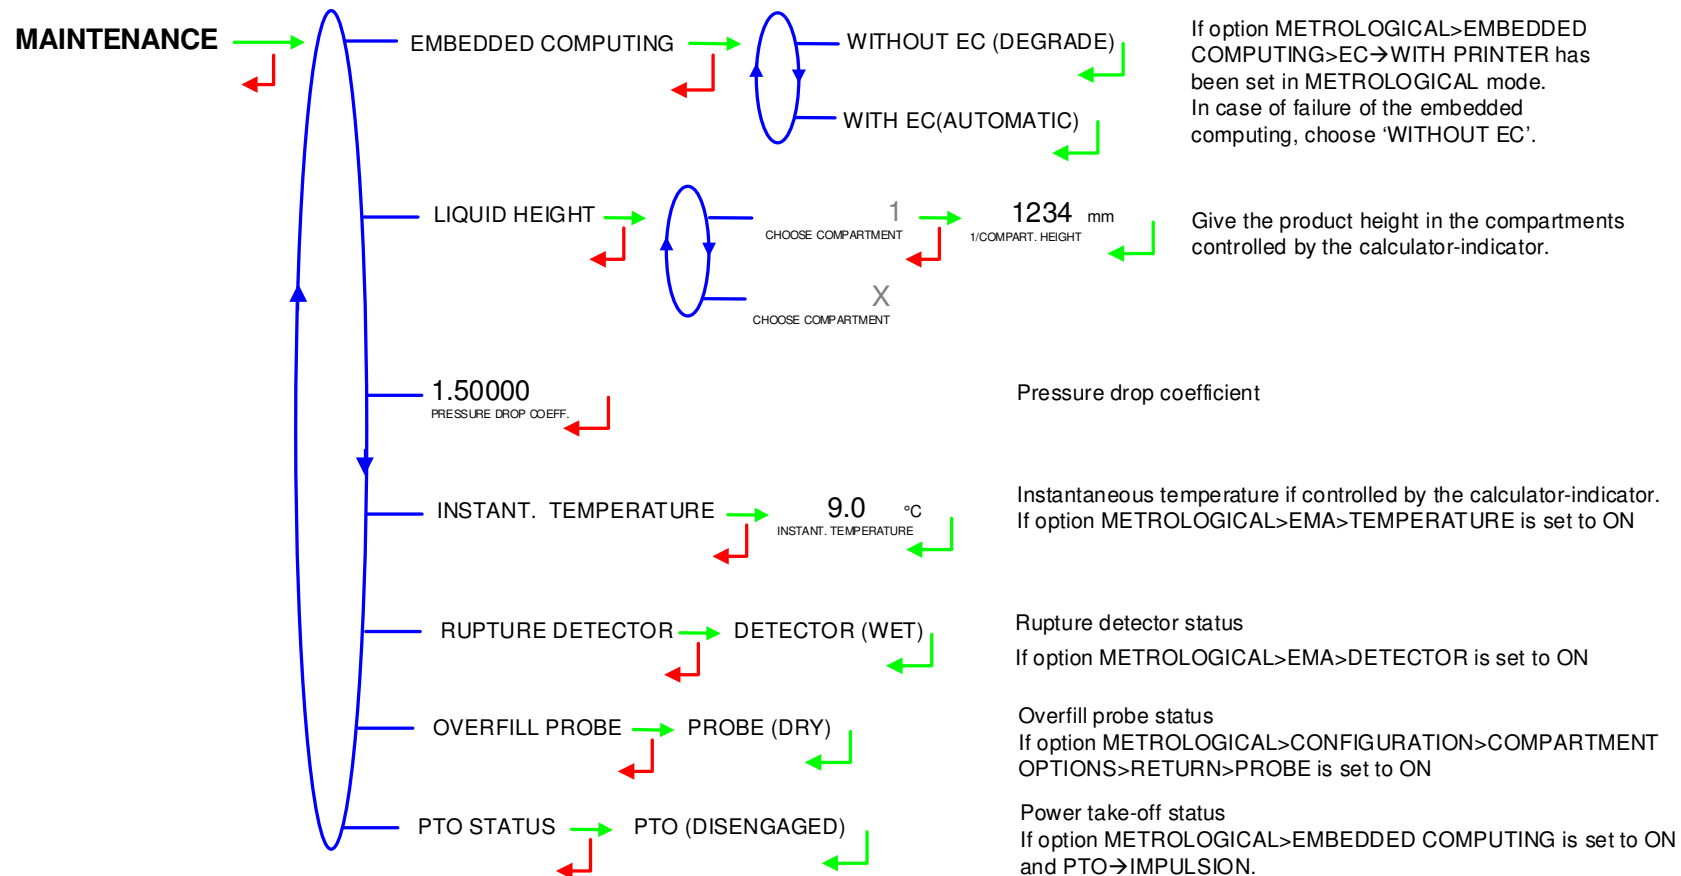 MAINTENANCE
EMBEDDED COMPUTING
WITHOUT EC (DEGRADE)
WITH EC(AUTOMATIC)
If option METROLOGICAL>EMBEDDED
COMPUTING>EC→WITH PRINTER has
been set in METROLOGICAL mode.
In case of failure of the embedded
computing, choose ‘WITHOUT EC’.
LIQUID HEIGHT
1
CHOOSE COMPARTMENT
1234 mm
1/COMPART. HEIGHT
X
CHOOSE COMPARTMENT
Give the product height in the compartments
controlled by the calculator-indicator.
1.50000
PRESSURE DROP COEFF.
Pressure drop coefficient
INSTANT. TEMPERATURE
9.0 °C
INSTANT. TEMPERATURE
Instantaneous temperature if controlled by the calculator-indicator.
If option METROLOGICAL>EMA>TEMPERATURE is set to ON
RUPTURE DETECTOR
DETECTOR (WET)
Rupture detector status
If option METROLOGICAL>EMA>DETECTOR is set to ON
OVERFILL PROBE
PROBE (DRY)
Overfill probe status
If option METROLOGICAL>CONFIGURATION>COMPARTMENT
OPTIONS>RETURN>PROBE is set to ON
PTO STATUS
PTO (DISENGAGED)
Power take-off status
If option METROLOGICAL>EMBEDDED COMPUTING is set to ON
and PTO→IMPULSION.